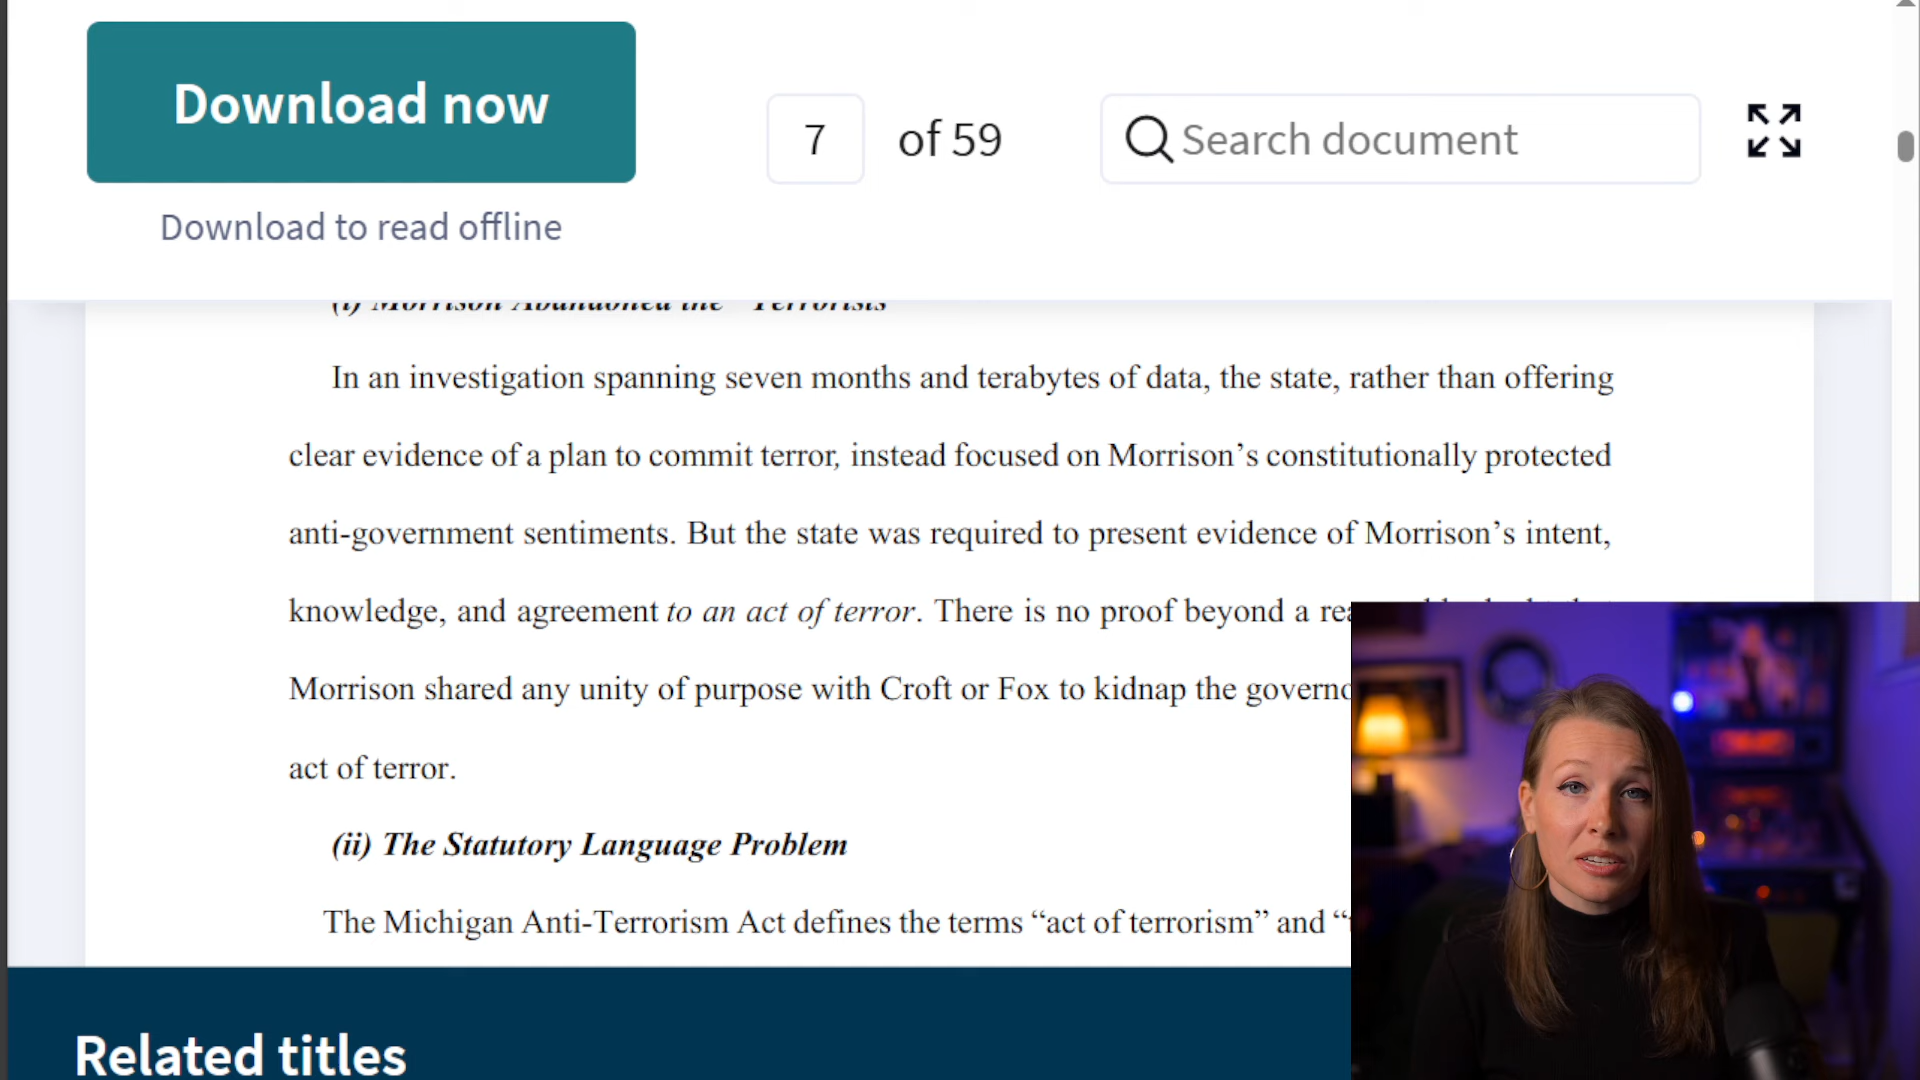 Download now
7 of 59
Search document
Download to read offline
(i) Morrison Abandoned the "Terrorists"
In an investigation spanning seven months and terabytes of data, the state, rather than offering
clear evidence of a plan to commit terror, instead focused on Morrison’s constitutionally protected
anti-government sentiments. But the state was required to present evidence of Morrison’s intent,
knowledge, and agreement to an act of terror. There is no proof beyond a
Morrison shared any unity of purpose with Croft or Fox to kidnap the
act of terror.
(ii) The Statutory Language Problem
The Michigan Anti-Terrorism Act defines the terms “act of terrorism” and
Related titles